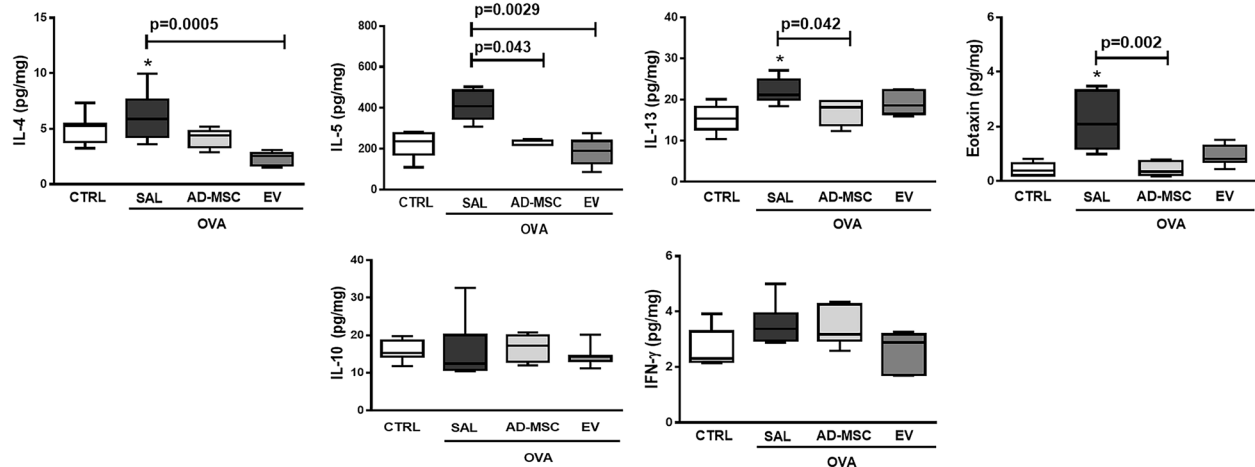 IL-4 (pg/mg)
15
10
5
0
p=0.0005
*
CTRL SAL AD-MSC EV
OVA
IL-5 (pg/mg)
800
600
400
200
0
p=0.0029
p=0.043
CTRL SAL AD-MSC EV
OVA
IL-13 (pg/mg)
40
30
20
10
0
p=0.042
*
CTRL SAL AD-MSC EV
OVA
Eotaxin (pg/mg)
6
4
2
0
p=0.002
*
CTRL SAL AD-MSC EV
OVA
IL-10 (pg/mg)
40
30
20
10
0
CTRL SAL AD-MSC EV
OVA
IFN-γ (pg/mg)
6
4
2
0
CTRL SAL AD-MSC EV
OVA